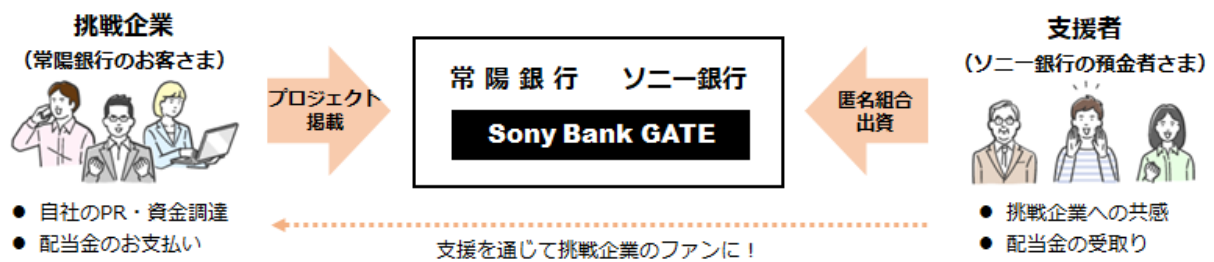 挑戦企業
（常陽銀行のお客さま）
プロジェクト
掲載
常陽銀行 ソニー銀行
Sony Bank GATE
匿名組合
出資
支援者
（ソニー銀行の預金者さま）
● 自社のPR・資金調達
● 配当金のお支払い
支援を通じて挑戦企業のファンに！
● 挑戦企業への共感
● 配当金の受取り